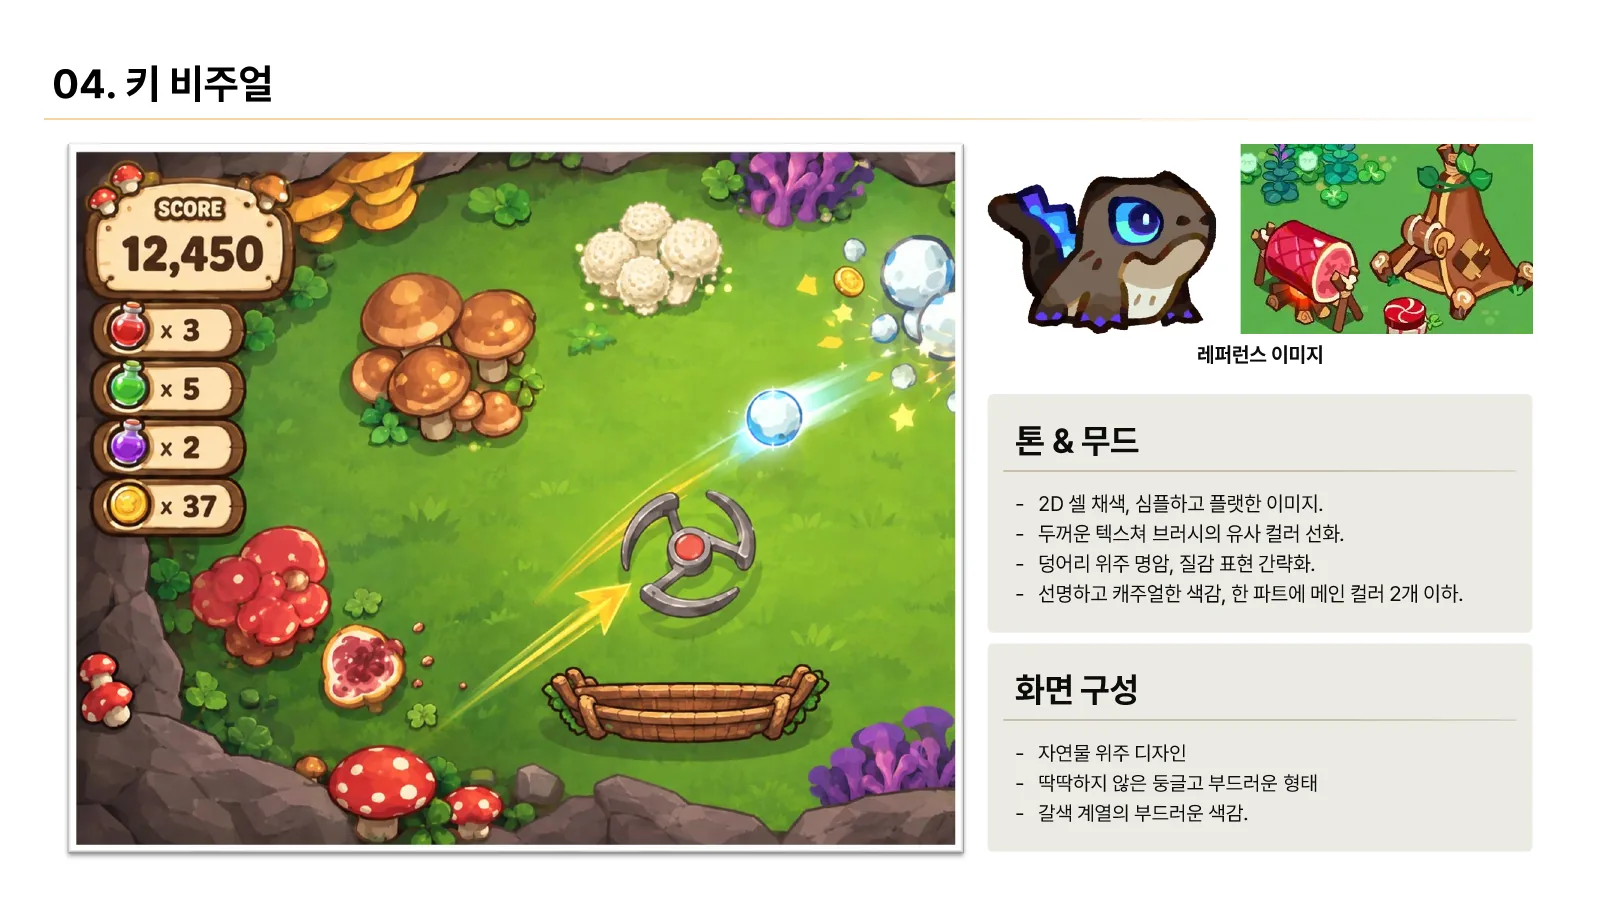 04. 키 비주얼
SCORE
12,450
x 3
x 5
x 2
x 37
레퍼런스 이미지
톤 & 무드
- 2D 셀 채색, 심플하고 플랫한 이미지.
- 두꺼운 텍스쳐 브러시의 유사 컬러 선화.
- 덩어리 위주 명암, 질감 표현 간략화.
- 선명하고 캐주얼한 색감, 한 파트에 메인 컬러 2개 이하.
화면 구성
- 자연물 위주 디자인
- 딱딱하지 않은 둥글고 부드러운 형태
- 갈색 계열의 부드러운 색감.